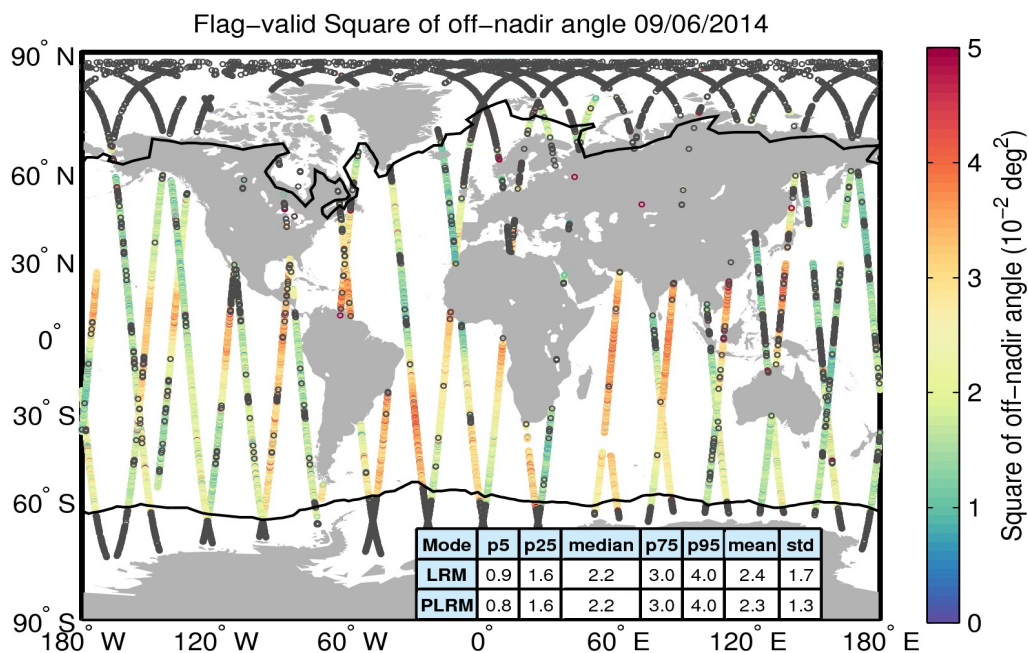 Flag−valid Square of off−nadir angle 09/06/2014
90° N
60° N
30° N
0°
30° S
60° S
90° S
180° W
120° W
60° W
0°
60° E
120° E
180° E
5
4
3
2
1
0
Square of off−nadir angle (10⁻² deg²)
Mode p5 p25 median p75 p95 mean std
LRM 0.9 1.6 2.2 3.0 4.0 2.4 1.7
PLRM 0.8 1.6 2.2 3.0 4.0 2.3 1.3